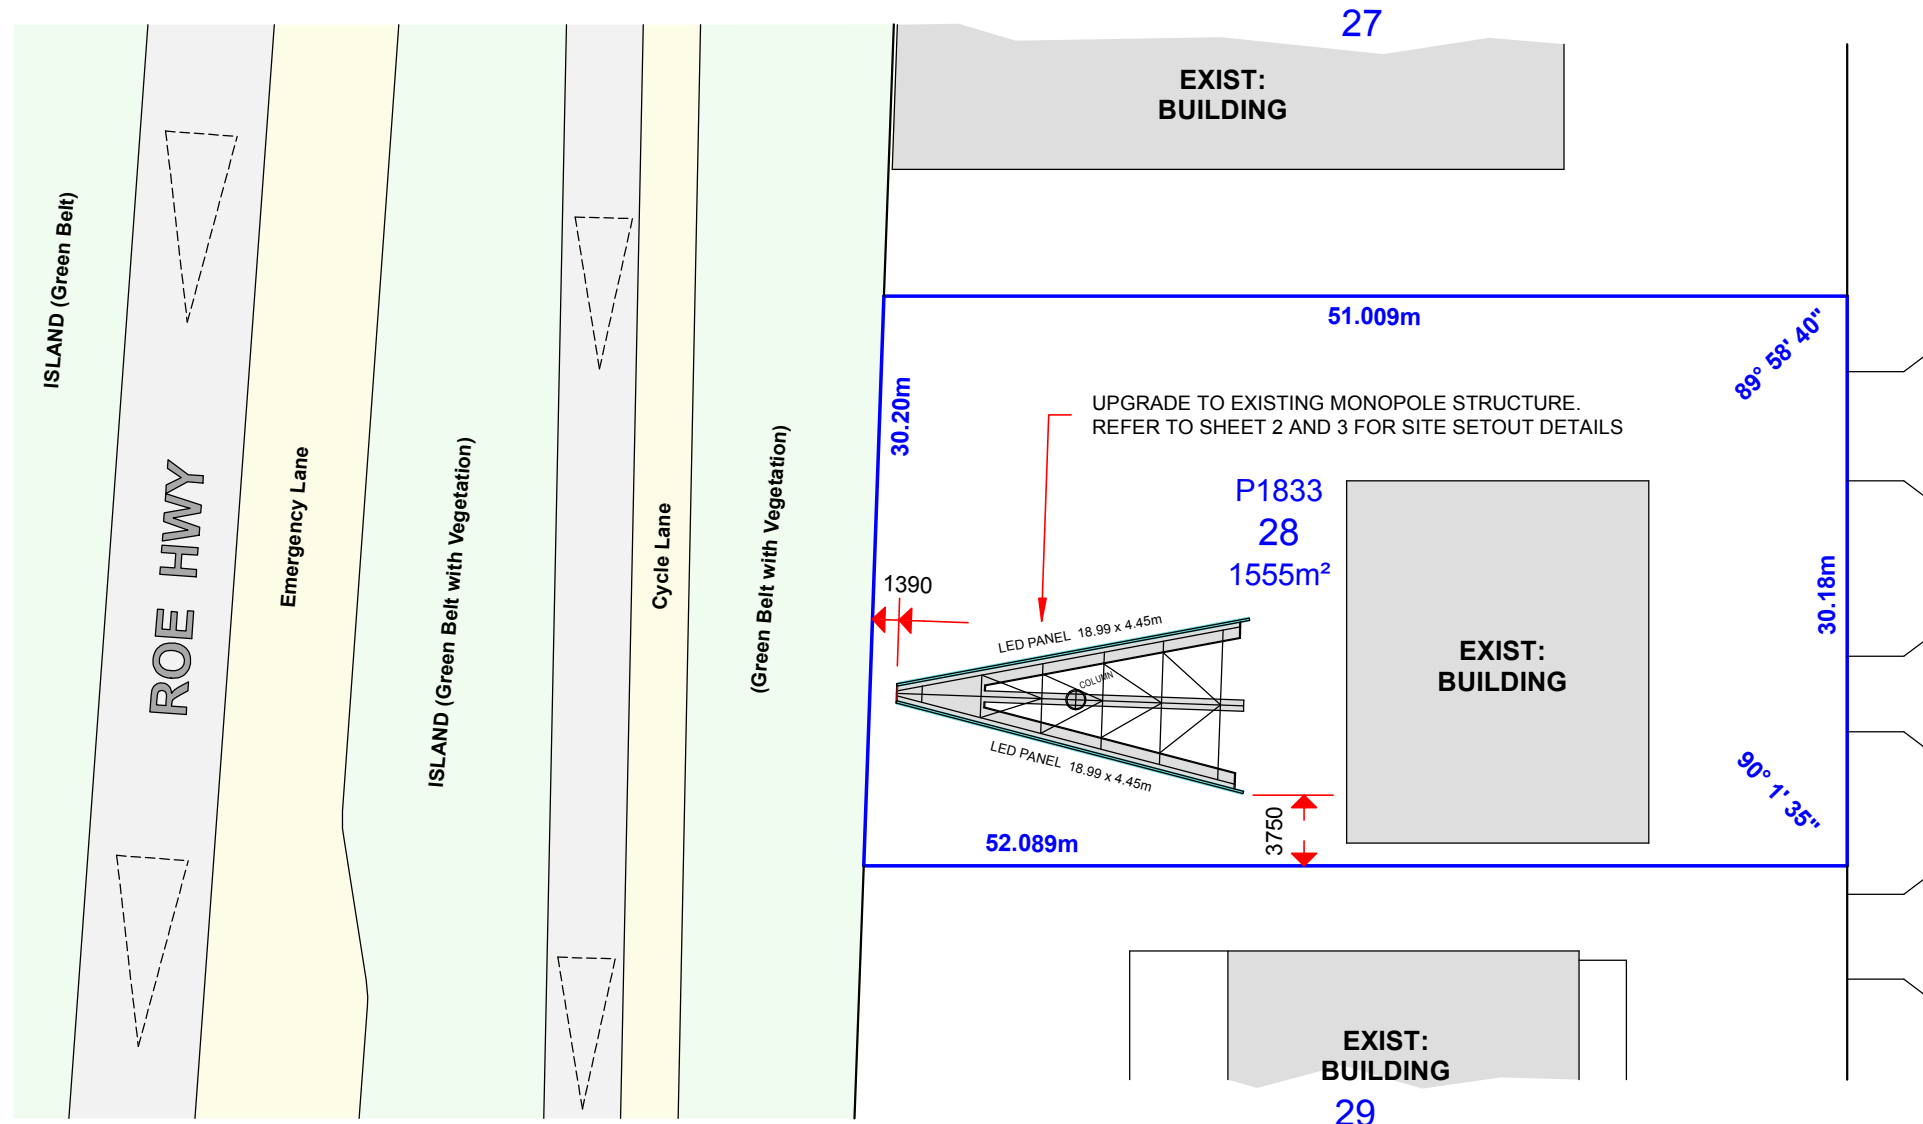 27
EXIST:
BUILDING
ISLAND (Green Belt)
ROE HWY
Emergency Lane
ISLAND (Green Belt with Vegetation)
Cycle Lane
(Green Belt with Vegetation)
51.009m
89° 58' 40"
30.20m
UPGRADE TO EXISTING MONOPOLE STRUCTURE.
REFER TO SHEET 2 AND 3 FOR SITE SETOUT DETAILS
P1833
28
1555m²
1390
LED PANEL 18.99 x 4.45m
COLUMN
LED PANEL 18.99 x 4.45m
EXIST:
BUILDING
30.18m
90° 1' 35"
3750
52.089m
EXIST:
BUILDING
29